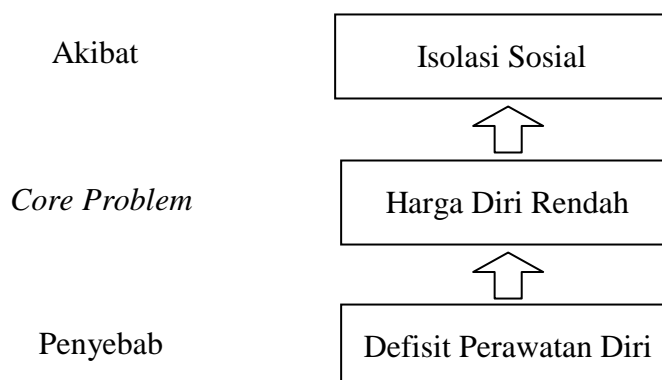 Akibat Isolasi Sosial
Core Problem Harga Diri Rendah
Penyebab Defisit Perawatan Diri